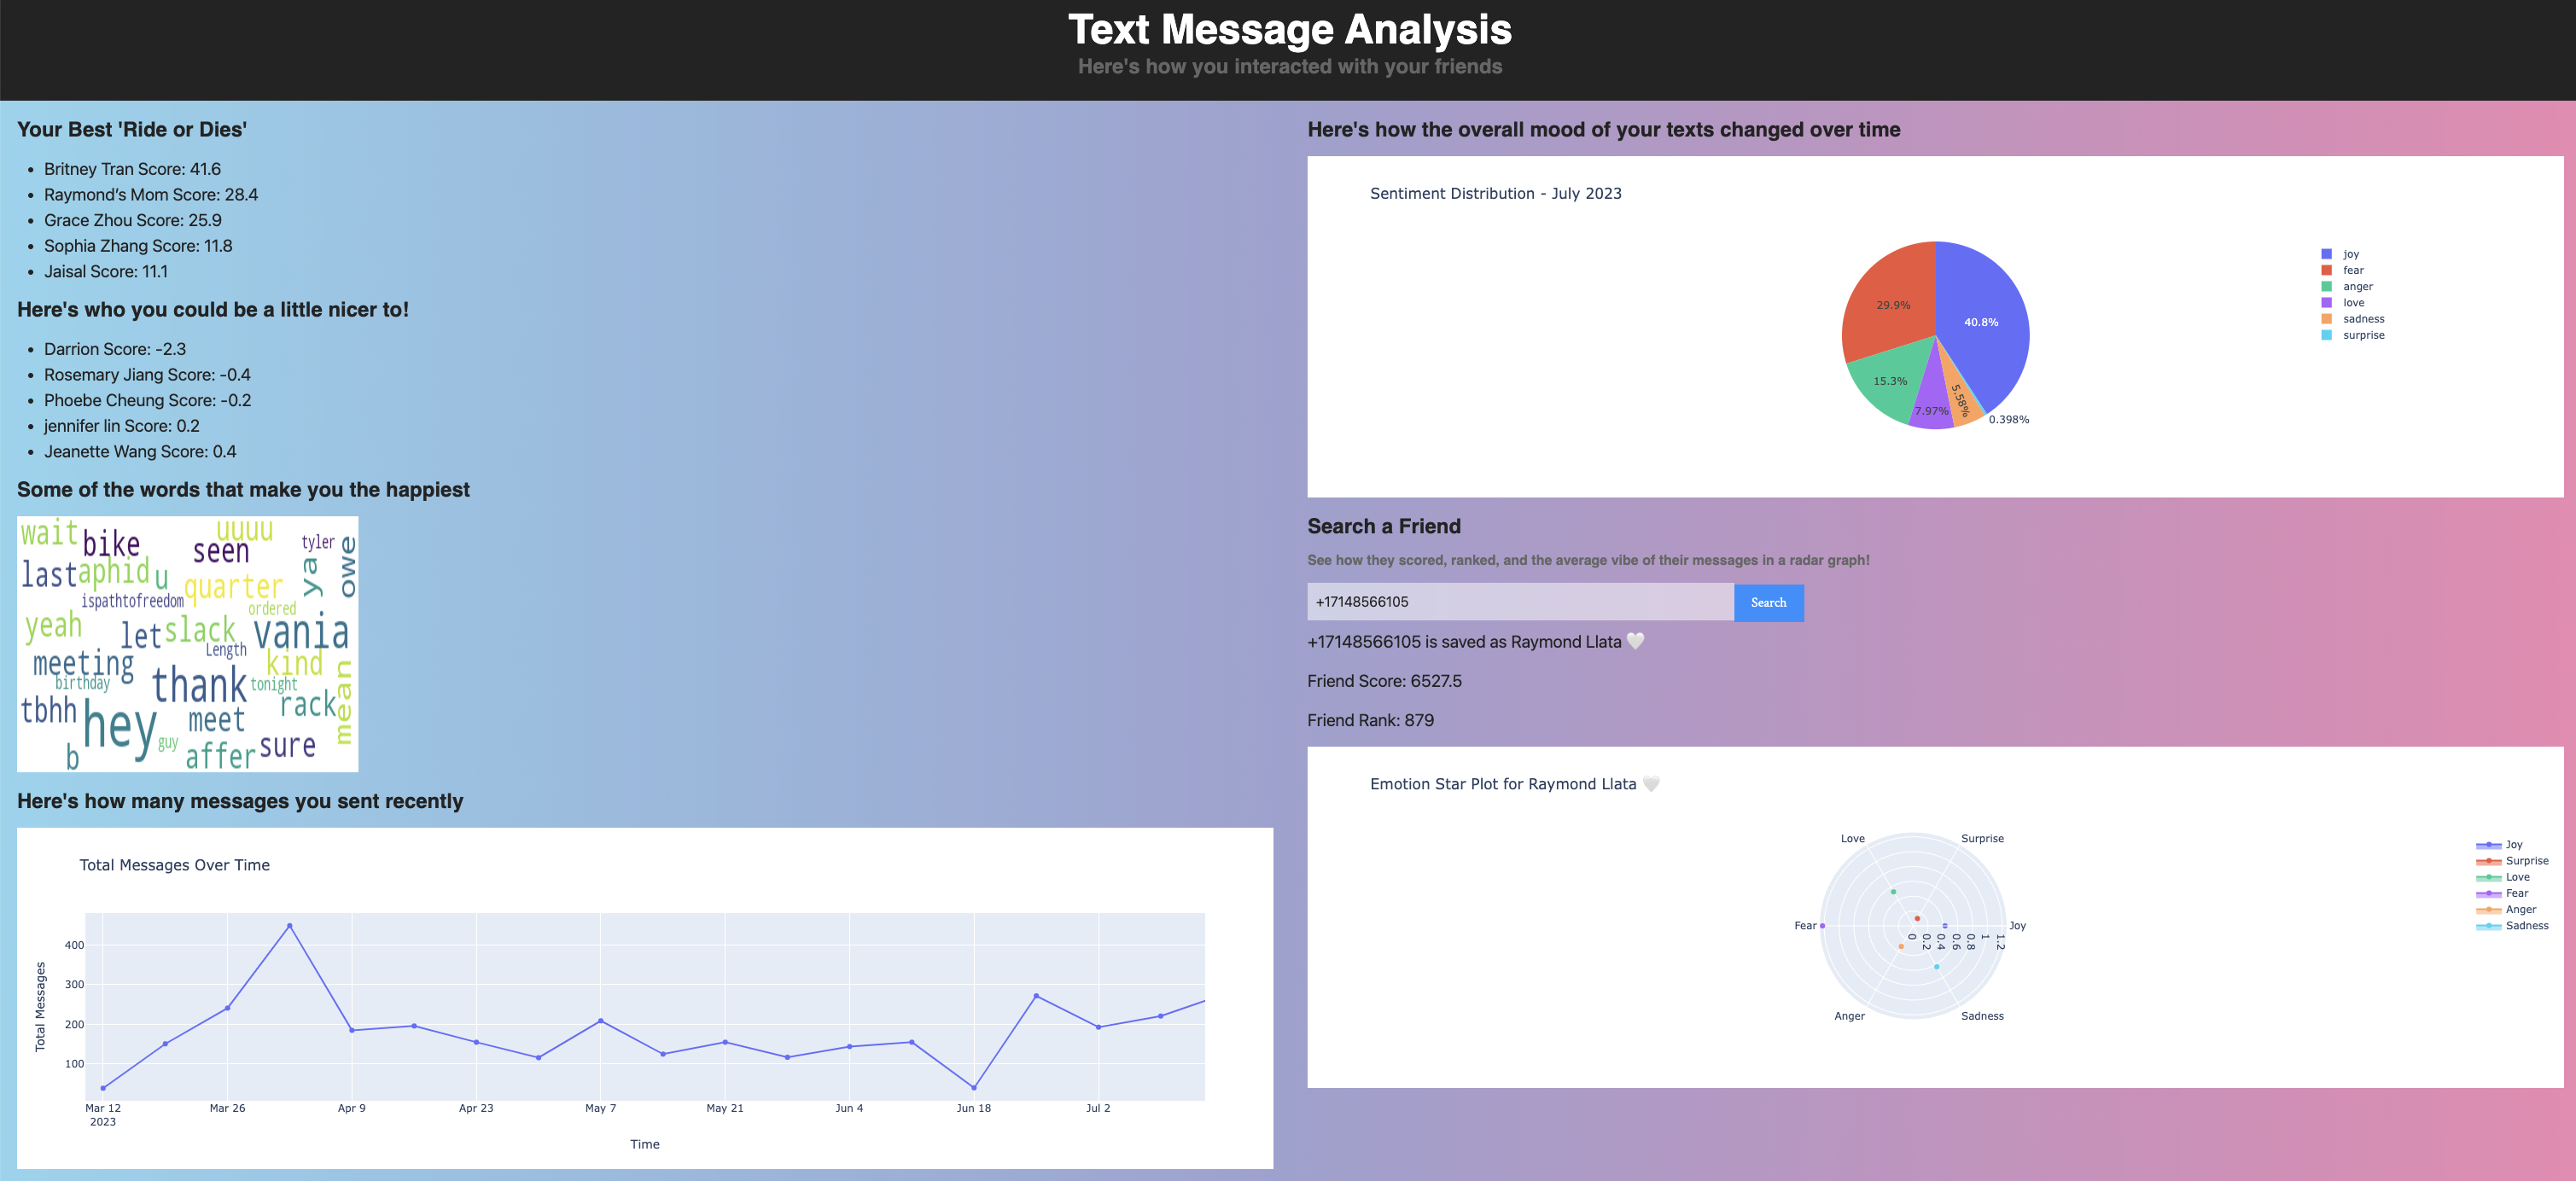 Text Message Analysis
Here's how you interacted with your friends
Your Best 'Ride or Dies'
• Britney Tran Score: 41.6
• Raymond’s Mom Score: 28.4
• Grace Zhou Score: 25.9
• Sophia Zhang Score: 11.8
• Jaisal Score: 11.1
Here's who you could be a little nicer to!
• Darrion Score: -2.3
• Rosemary Jiang Score: -0.4
• Phoebe Cheung Score: -0.2
• jennifer lin Score: 0.2
• Jeanette Wang Score: 0.4
Some of the words that make you the happiest
wait
bike
uuuu
seen
tyler
ya
owe
last
aphid
u
quarter
ispathtofreedom
ordered
yeah
let
slack
vania
Length
meeting
kind
birthday
thank
tonight
mean
tbhh
hey
meet
rack
b
guy
affer
sure
Here's how many messages you sent recently
Total Messages Over Time
Total Messages
400
300
200
100
Mar 12
2023
Mar 26
Apr 9
Apr 23
May 7
May 21
Jun 4
Jun 18
Jul 2
Time
Here's how the overall mood of your texts changed over time
Sentiment Distribution - July 2023
40.8%
29.9%
15.3%
7.97%
5.58%
0.398%
joy
fear
anger
love
sadness
surprise
Search a Friend
See how they scored, ranked, and the average vibe of their messages in a radar graph!
+17148566105
Search
+17148566105 is saved as Raymond Llata 🤍
Friend Score: 6527.5
Friend Rank: 879
Emotion Star Plot for Raymond Llata 🤍
Love
Surprise
Fear
Joy
0
0.2
0.4
0.6
0.8
1
1.2
Anger
Sadness
Joy
Surprise
Love
Fear
Anger
Sadness